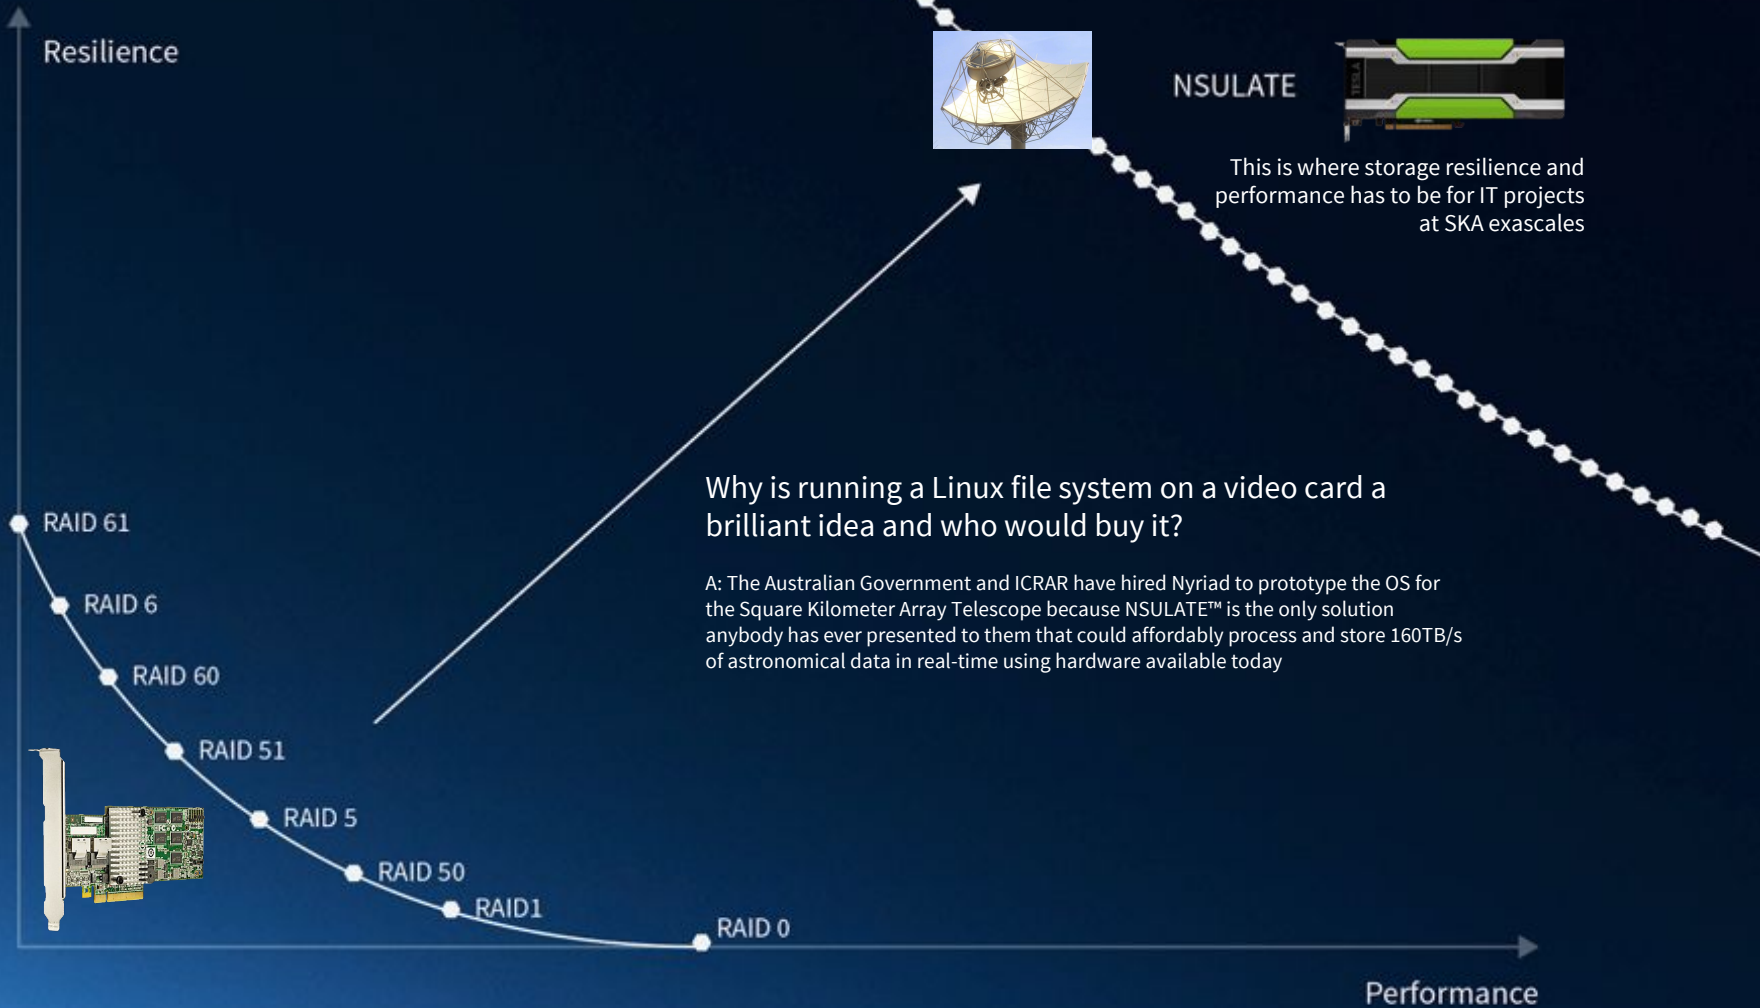 Resilience
NSULATE
TESLA
This is where storage resilience and
performance has to be for IT projects
at SKA exascales
Why is running a Linux file system on a video card a
brilliant idea and who would buy it?
A: The Australian Government and ICRAR have hired Nyriad to prototype the OS for
the Square Kilometer Array Telescope because NSULATE™ is the only solution
anybody has ever presented to them that could affordably process and store 160TB/s
of astronomical data in real-time using hardware available today
RAID 61
RAID 6
RAID 60
RAID 51
RAID 5
RAID 50
RAID1
RAID 0
Performance